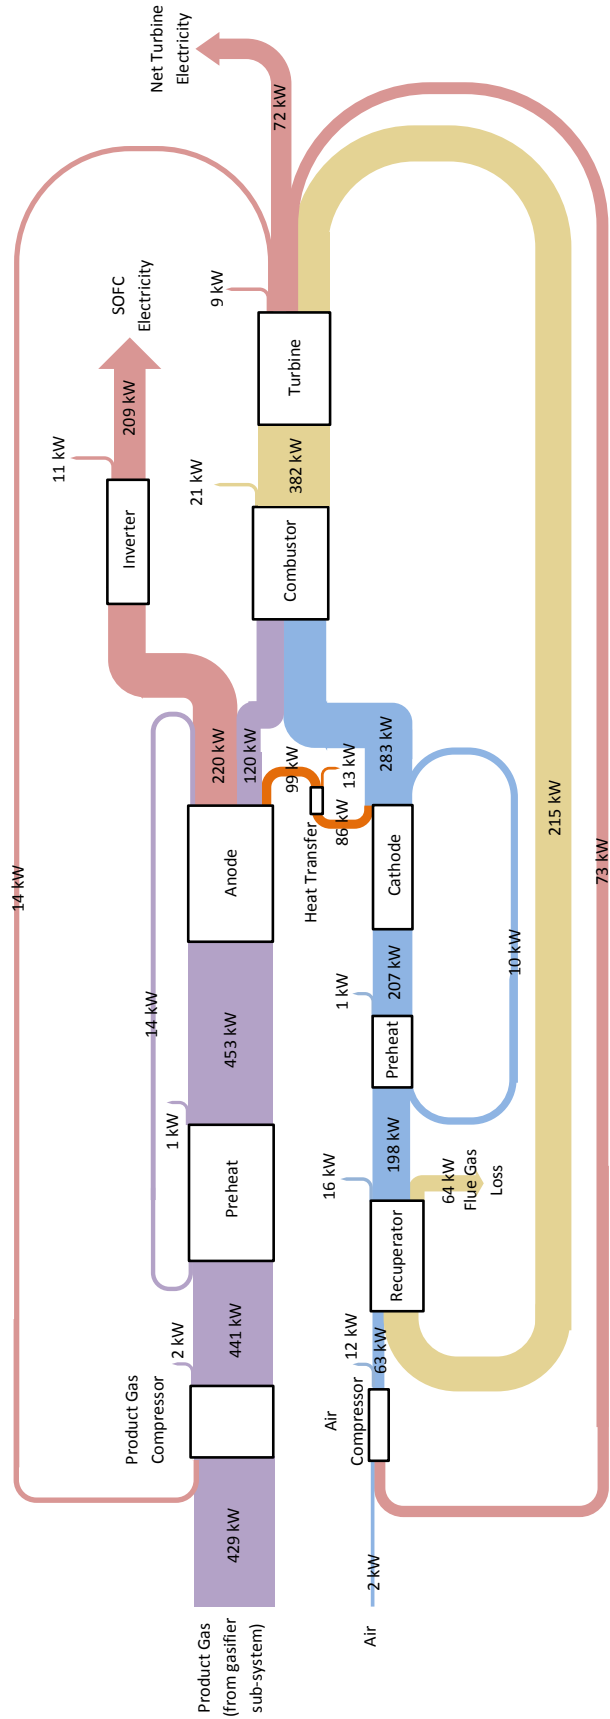 14 kW
Product Gas
Compressor
2 kW
1 kW
14 kW
11 kW
SOFC
Electricity
Net Turbine
Electricity
Inverter
209 kW
9 kW
72 kW
21 kW
Product Gas
(from gasifier
sub-system)
429 kW
441 kW
Preheat
453 kW
Anode
220 kW
120 kW
Combustor
382 kW
Turbine
99 kW
13 kW
86 kW
Heat Transfer
Air
Compressor
12 kW
16 kW
1 kW
Air
2 kW
63 kW
Recuperator
198 kW
Preheat
207 kW
Cathode
283 kW
64 kW
Flue Gas
Loss
10 kW
215 kW
73 kW